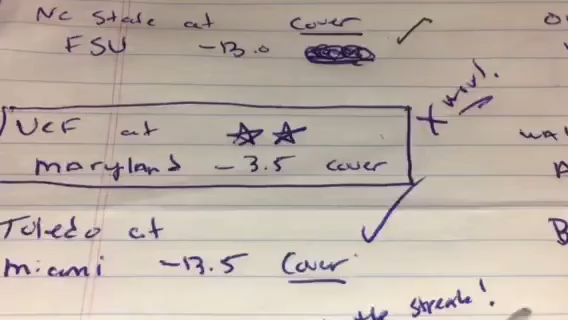 NC State at Cover
FSU -13.0
UCF at
Maryland -3.5 cover
Toledo at
Miami -13.5 Cover
the streak!